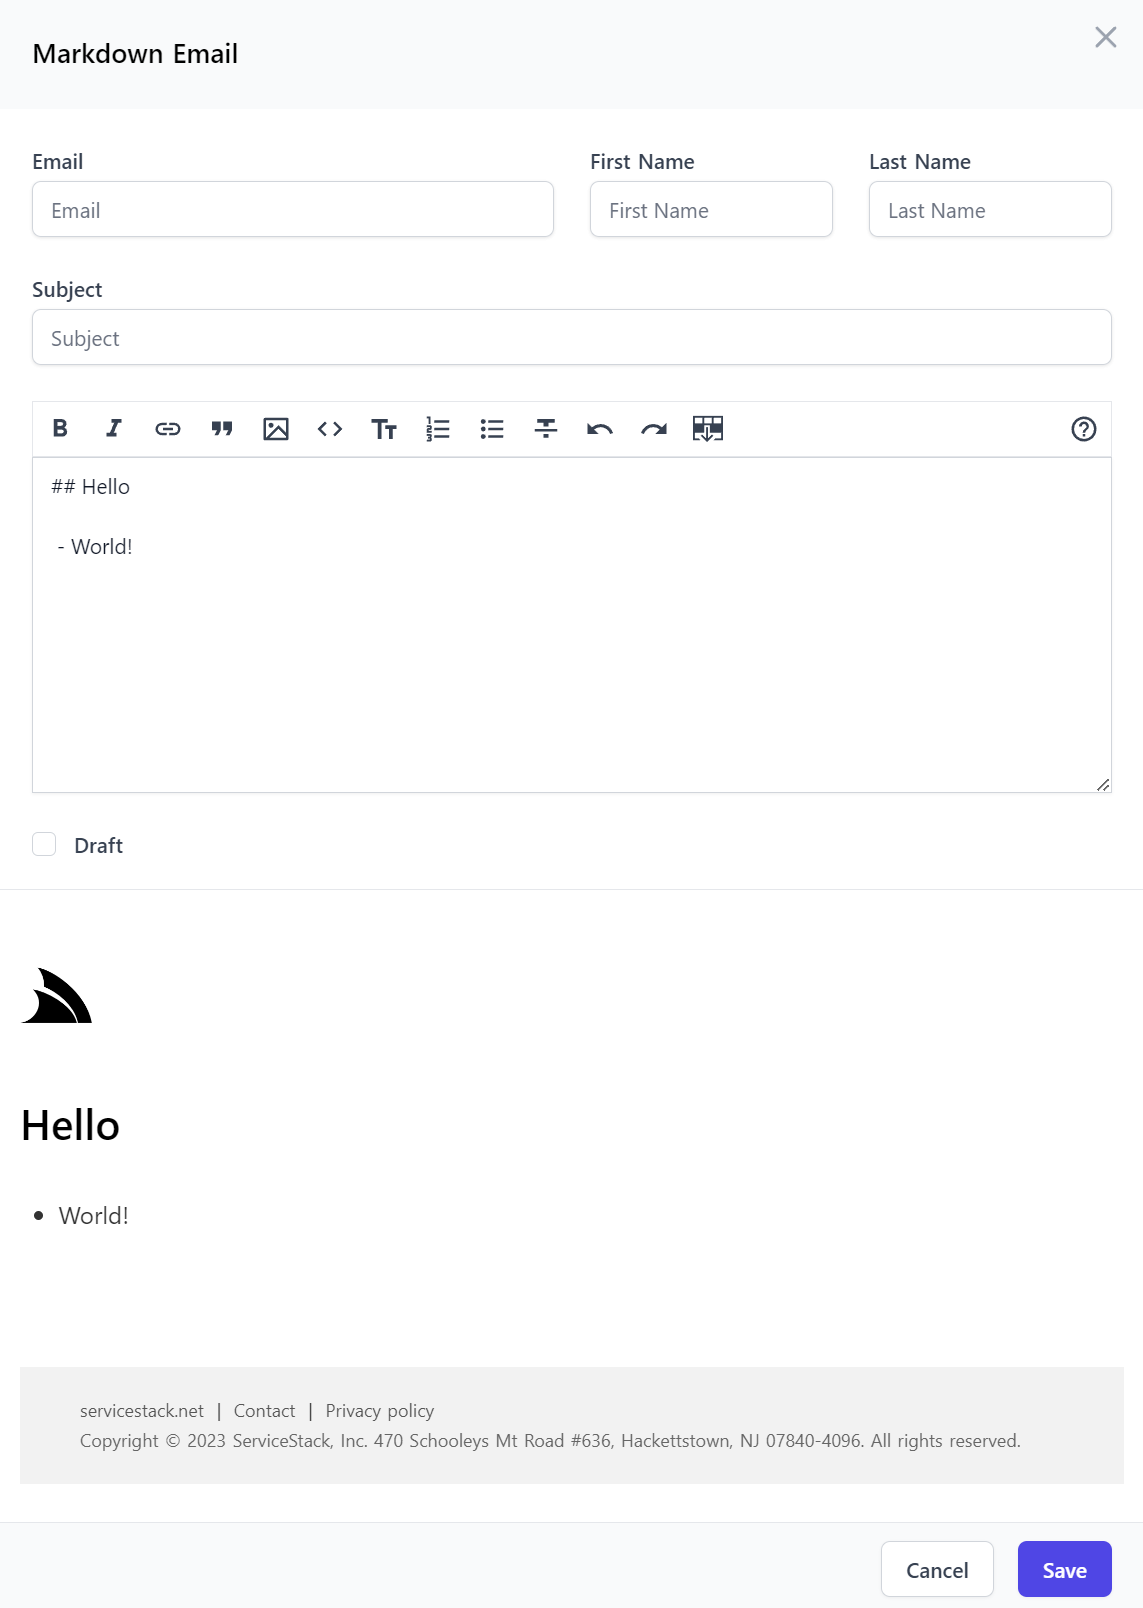 Markdown Email
Email First Name Last Name
Email First Name Last Name
Subject
Subject
## Hello
- World!
Draft
Hello
• World!
servicestack.net | Contact | Privacy policy
Copyright © 2023 ServiceStack, Inc. 470 Schooleys Mt Road #636, Hackettstown, NJ 07840-4096. All rights reserved.
Cancel Save